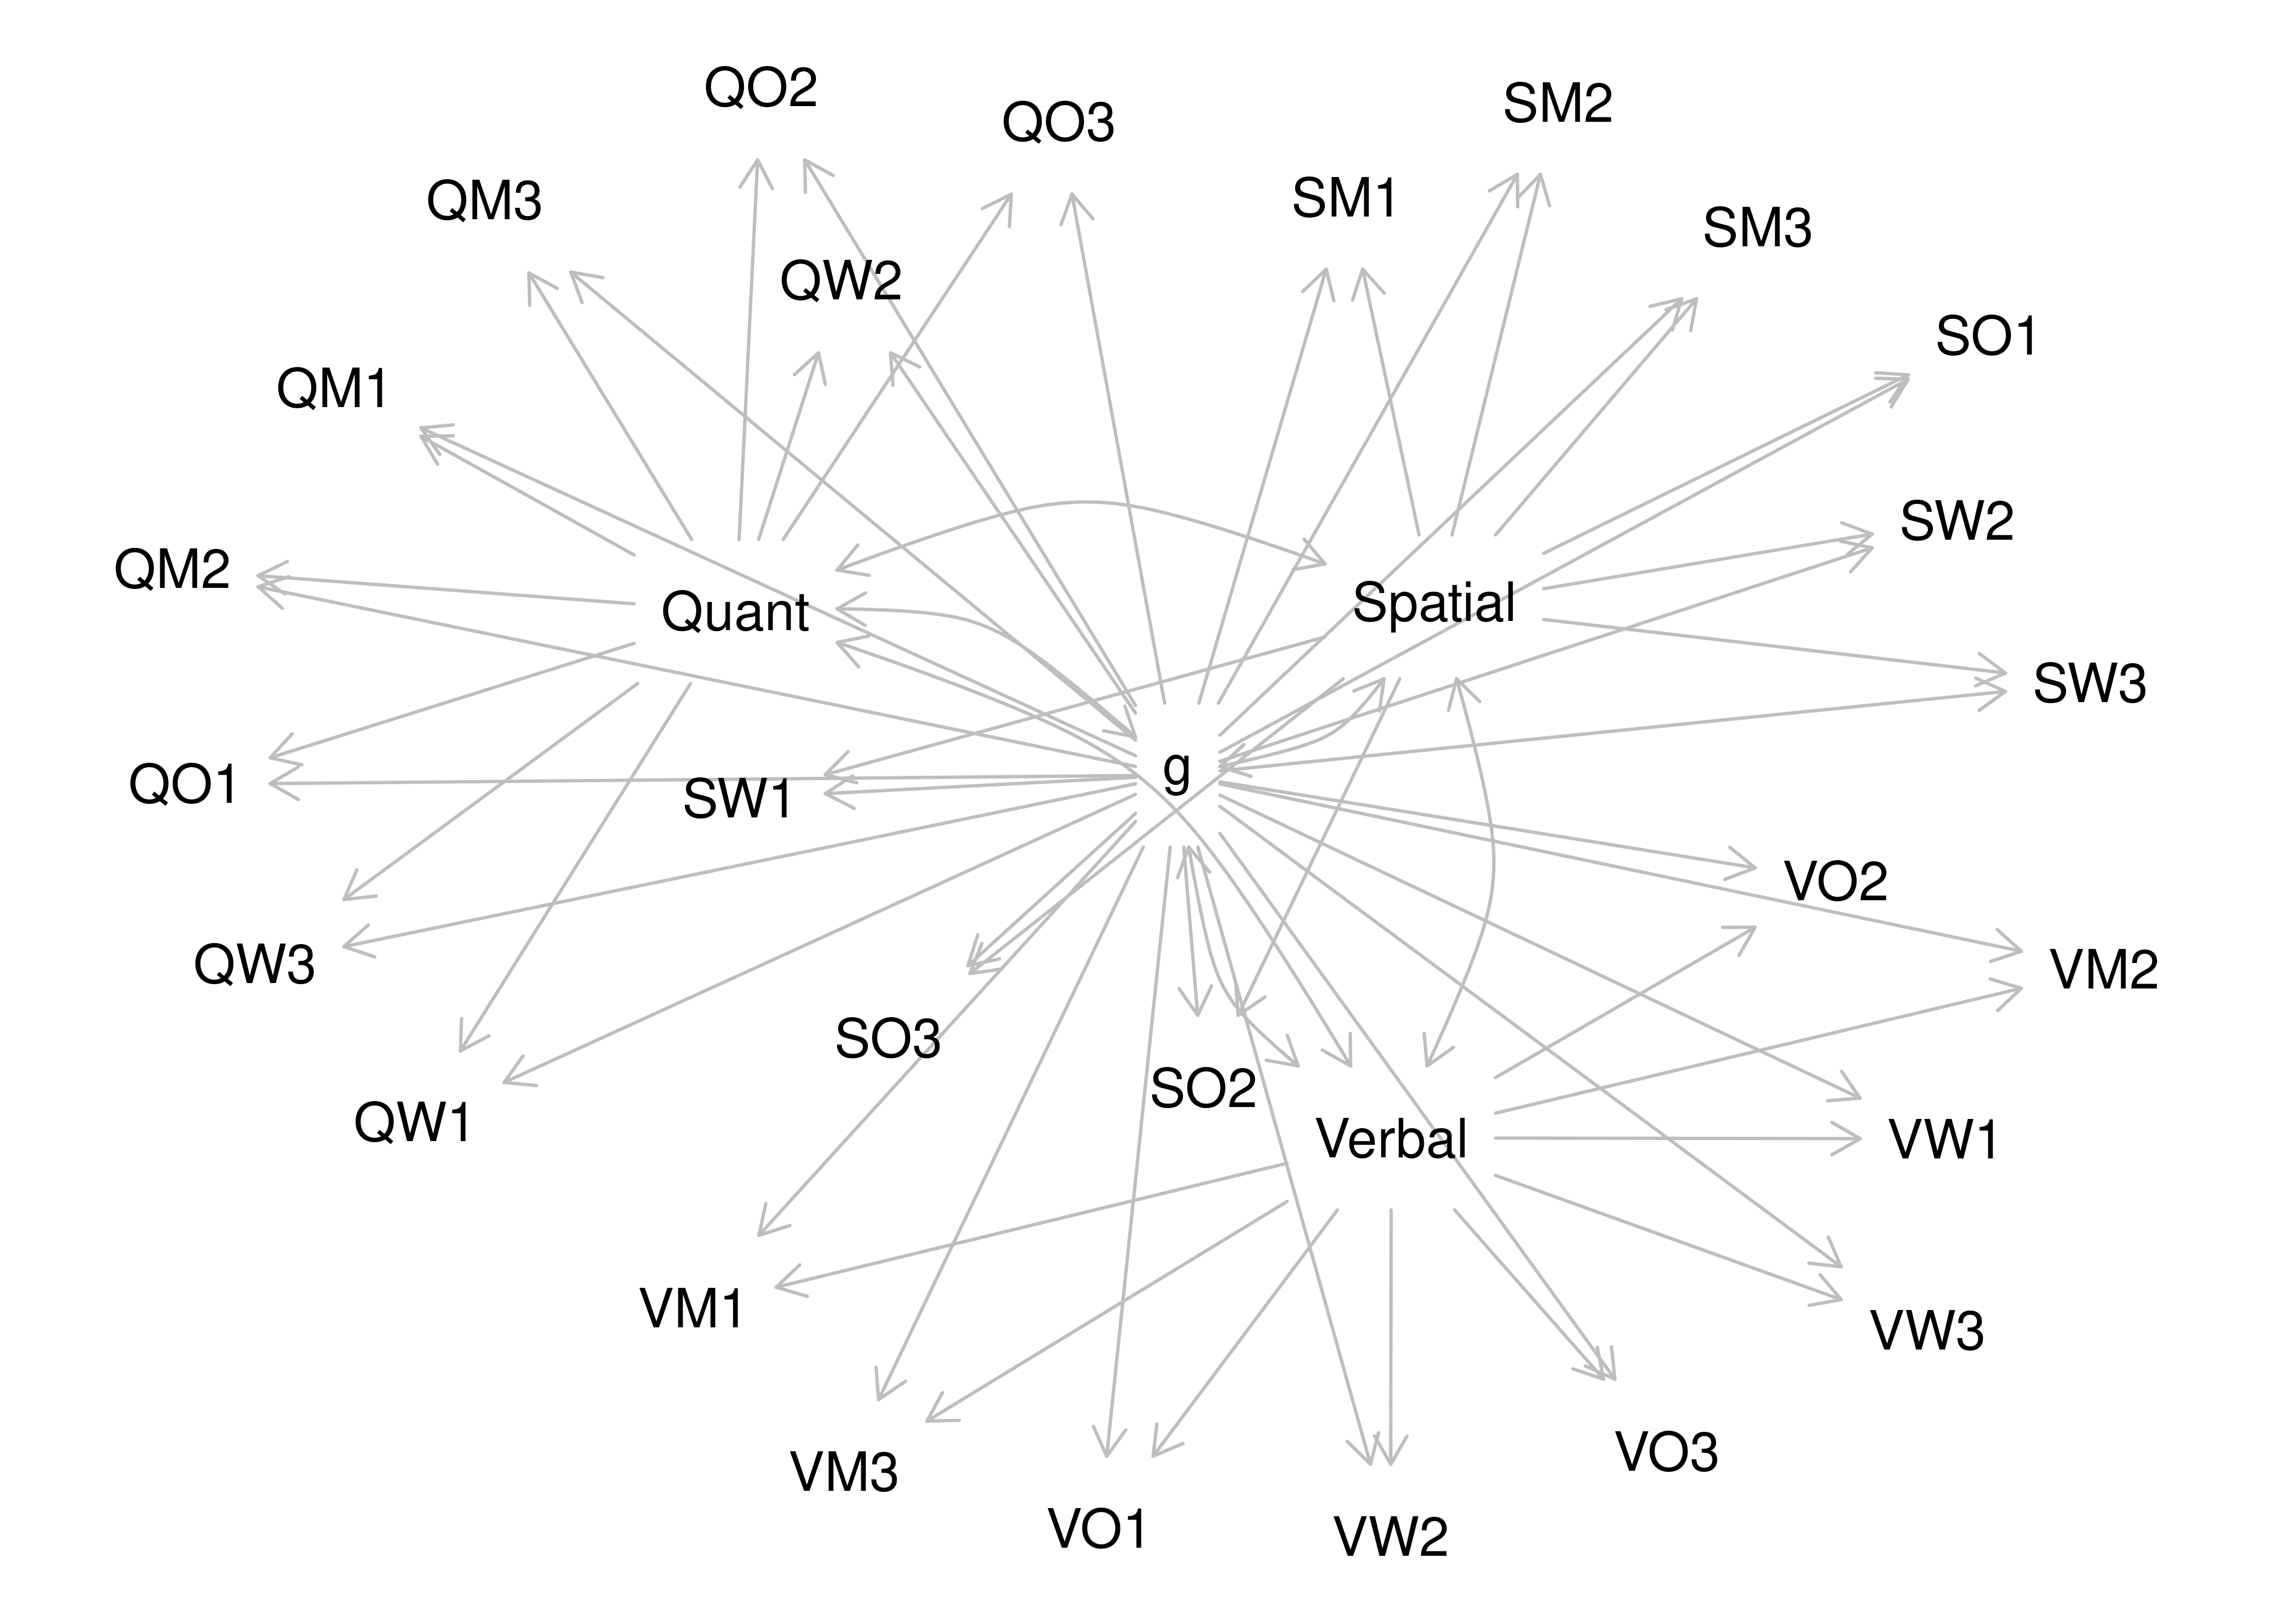 QO2
SM2
QO3
QM3
SM1
SM3
QW2
SO1
QM1
SW2
QM2
Quant
Spatial
SW3
g
QO1
SW1
VO2
QW3
VM2
SO3
SO2
QW1
Verbal
VW1
VM1
VW3
VO3
VM3
VO1
VW2